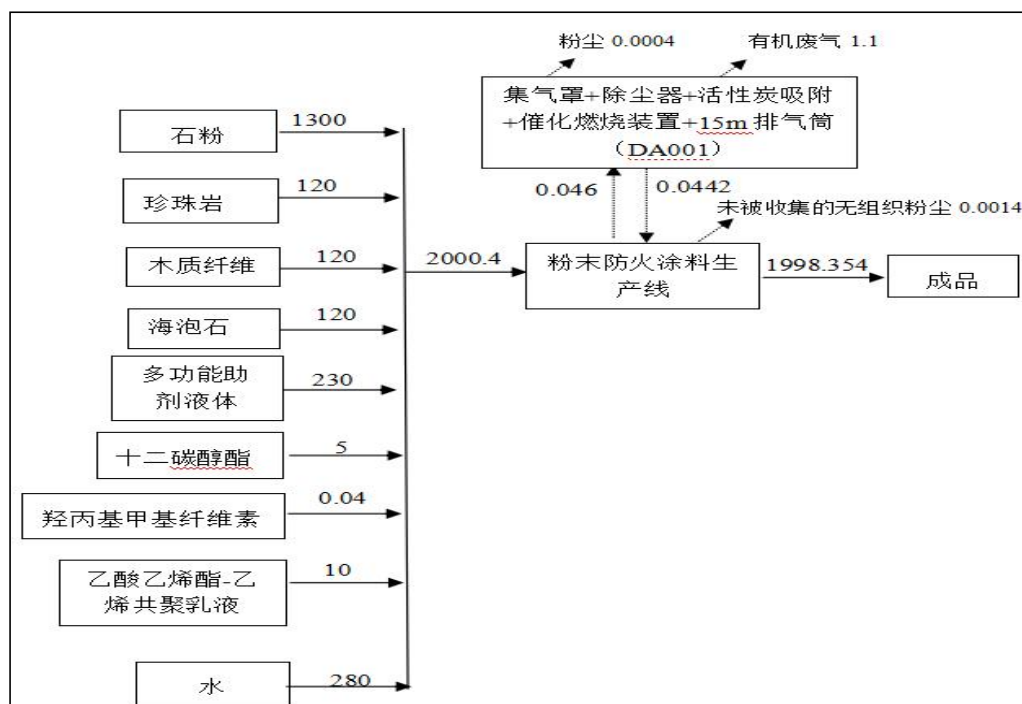 粉尘 0.0004
有机废气 1.1
集气罩+除尘器+活性炭吸附
+催化燃烧装置+15m 排气筒
（DA001）
石粉
1300
珍珠岩
120
木质纤维
120
海泡石
120
多功能助
剂液体
230
十二碳醇酯
5
羟丙基甲基纤维素
0.04
乙酸乙烯酯-乙
烯共聚乳液
10
水
280
2000.4
0.046
0.0442
未被收集的无组织粉尘 0.0014
粉末防火涂料生
产线
1998.354
成品